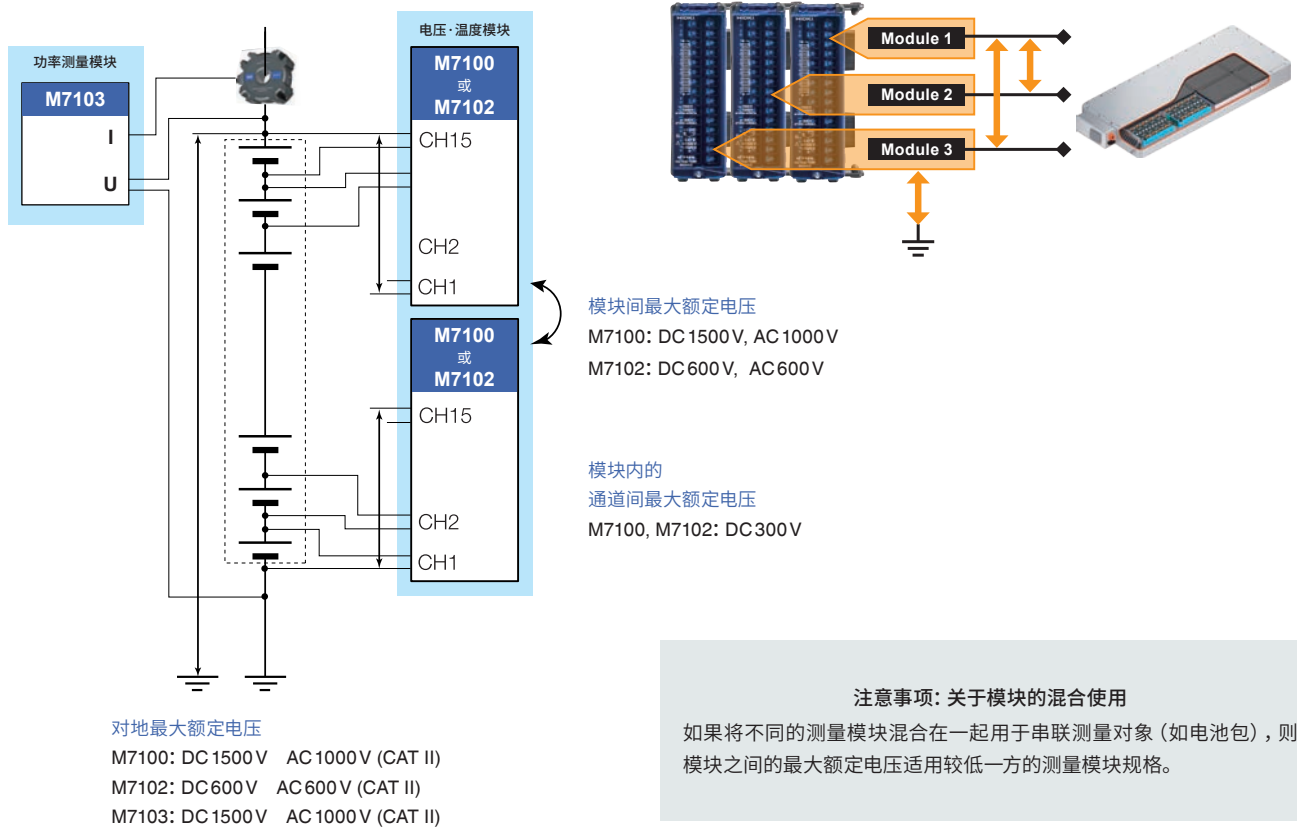 功率测量模块
M7103
I
U
电压·温度模块
M7100
或
M7102
CH15
CH2
CH1
M7100
或
M7102
CH15
CH2
CH1
Module 1
Module 2
Module 3
模块间最大额定电压
M7100: DC1500V, AC1000V
M7102: DC600V, AC600V
模块内的
通道间最大额定电压
M7100, M7102: DC300V
对地最大额定电压
M7100: DC1500V AC1000V (CAT II)
M7102: DC600V AC600V (CAT II)
M7103: DC1500V AC1000V (CAT II)
注意事项: 关于模块的混合使用
如果将不同的测量模块混合在一起用于串联测量对象（如电池包），则
模块之间的最大额定电压适用较低一方的测量模块规格。